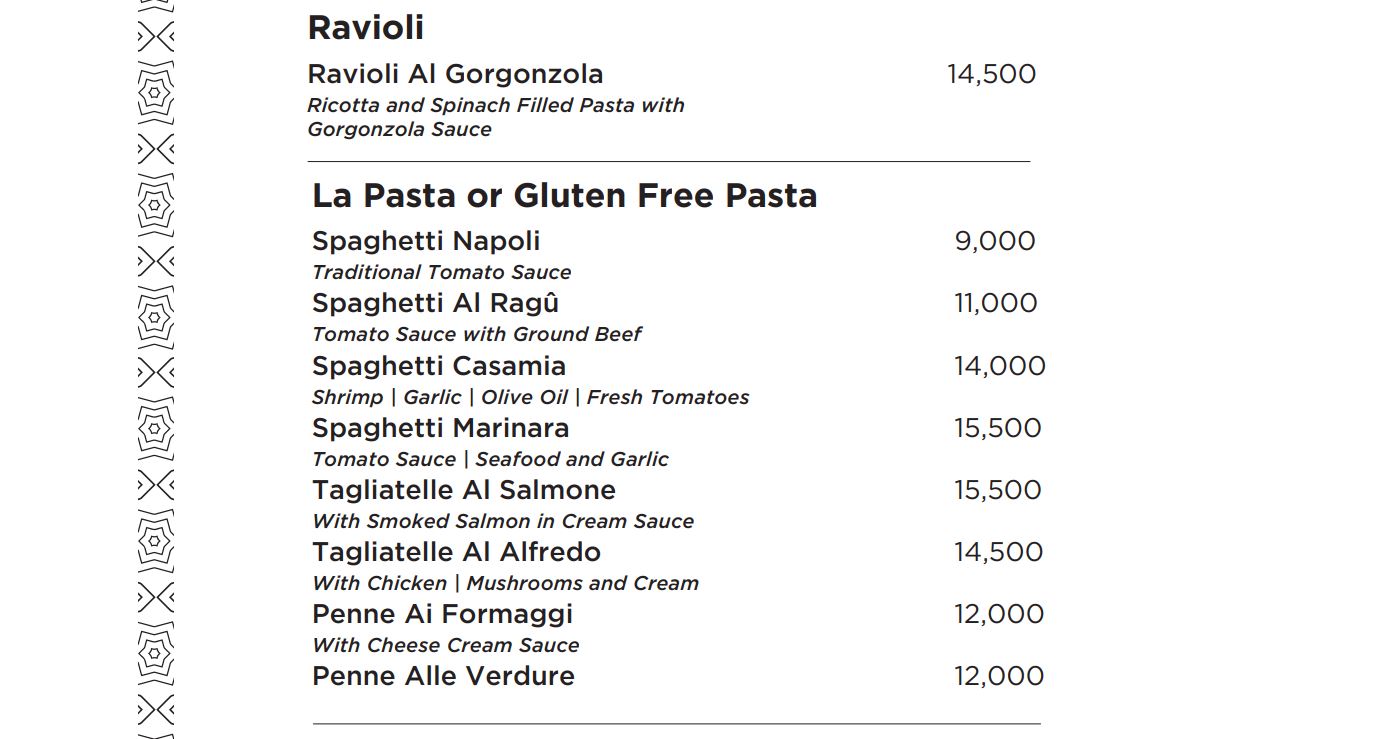 Ravioli
Ravioli Al Gorgonzola 14,500
Ricotta and Spinach Filled Pasta with
Gorgonzola Sauce
La Pasta or Gluten Free Pasta
Spaghetti Napoli 9,000
Traditional Tomato Sauce
Spaghetti Al Ragû 11,000
Tomato Sauce with Ground Beef
Spaghetti Casamia 14,000
Shrimp | Garlic | Olive Oil | Fresh Tomatoes
Spaghetti Marinara 15,500
Tomato Sauce | Seafood and Garlic
Tagliatelle Al Salmone 15,500
With Smoked Salmon in Cream Sauce
Tagliatelle Al Alfredo 14,500
With Chicken | Mushrooms and Cream
Penne Ai Formaggi 12,000
With Cheese Cream Sauce
Penne Alle Verdure 12,000